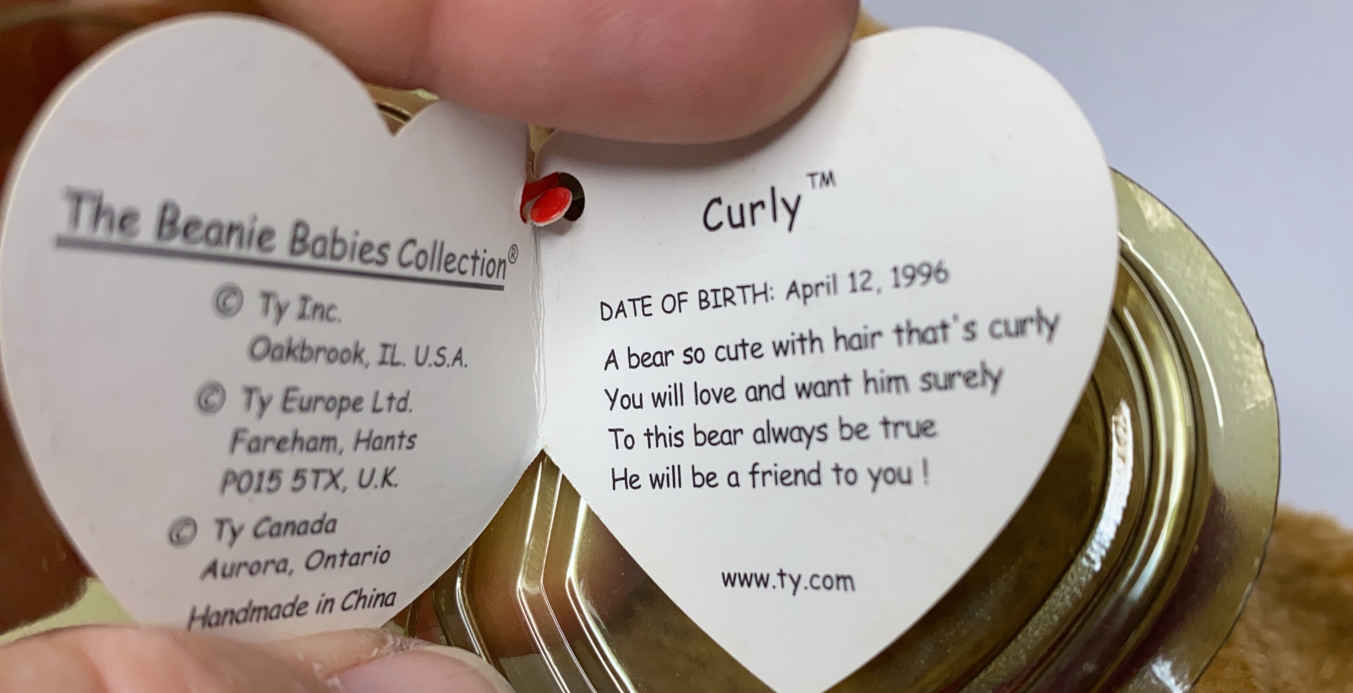 The Beanie Babies Collection®
© Ty Inc.
Oakbrook, IL. U.S.A.
© Ty Europe Ltd.
Fareham, Hants
PO15 5TX, U.K.
© Ty Canada
Aurora, Ontario
Handmade in China
Curly™
DATE OF BIRTH: April 12, 1996
A bear so cute with hair that's curly
You will love and want him surely
To this bear always be true
He will be a friend to you !
www.ty.com